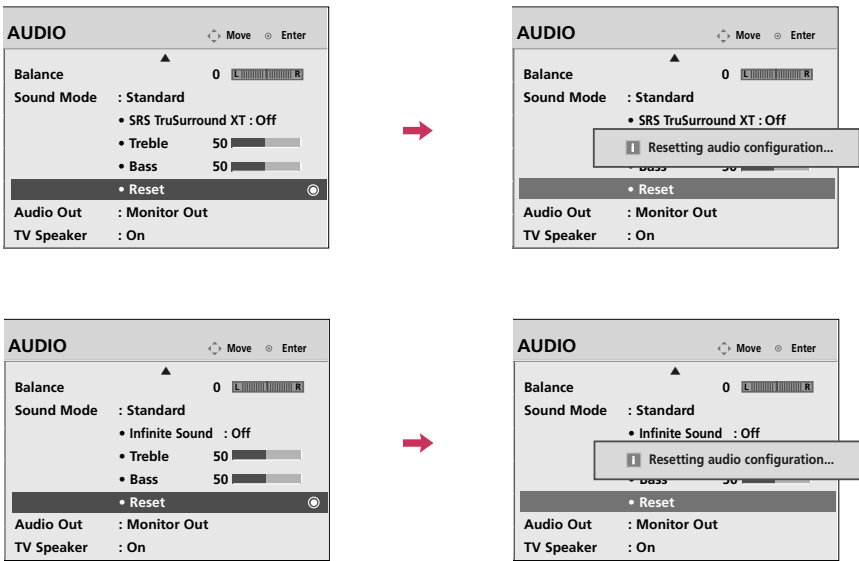 AUDIO Move Enter
Balance 0 L R
Sound Mode : Standard
• SRS TruSurround XT : Off
• Treble 50
• Bass 50
• Reset
Audio Out : Monitor Out
TV Speaker : On
AUDIO Move Enter
Balance 0 L R
Sound Mode : Standard
• SRS TruSurround XT : Off
i Resetting audio configuration...
• Bass 50
• Reset
Audio Out : Monitor Out
TV Speaker : On
AUDIO Move Enter
Balance 0 L R
Sound Mode : Standard
• Infinite Sound : Off
• Treble 50
• Bass 50
• Reset
Audio Out : Monitor Out
TV Speaker : On
AUDIO Move Enter
Balance 0 L R
Sound Mode : Standard
• Infinite Sound : Off
i Resetting audio configuration...
• Bass 50
• Reset
Audio Out : Monitor Out
TV Speaker : On